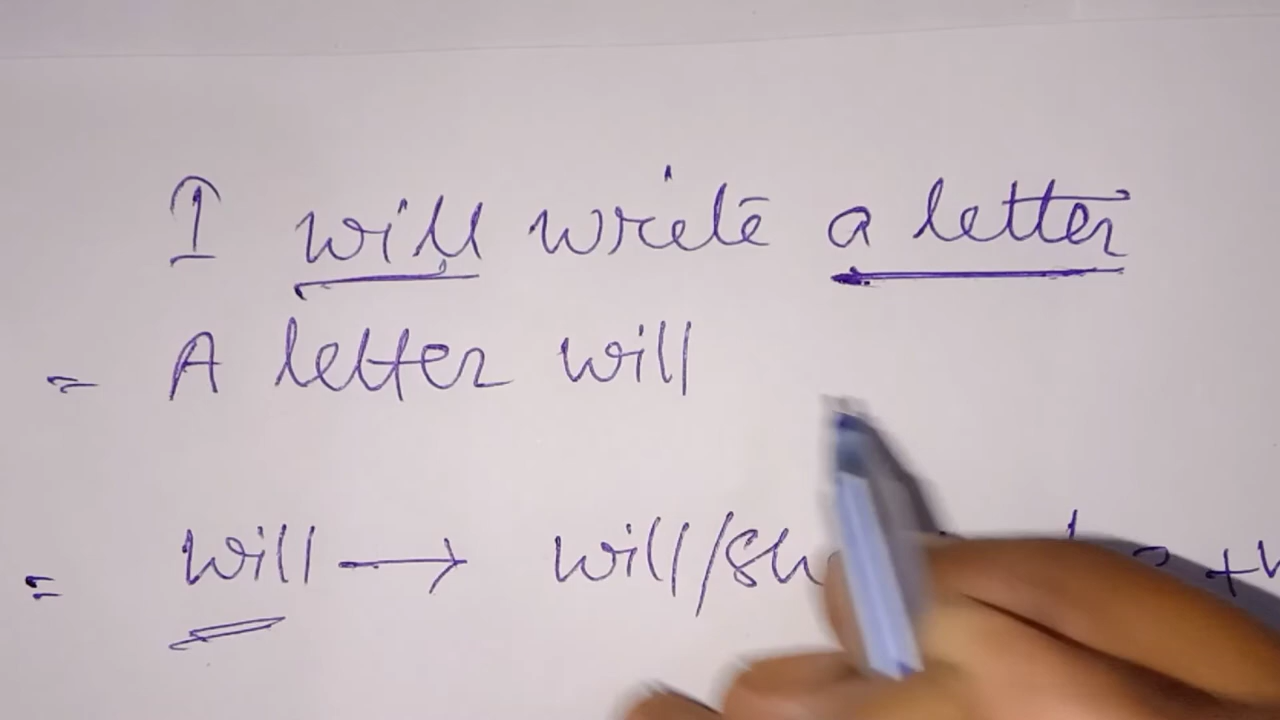 I will write a letter
= A letter will
= will → will/sh